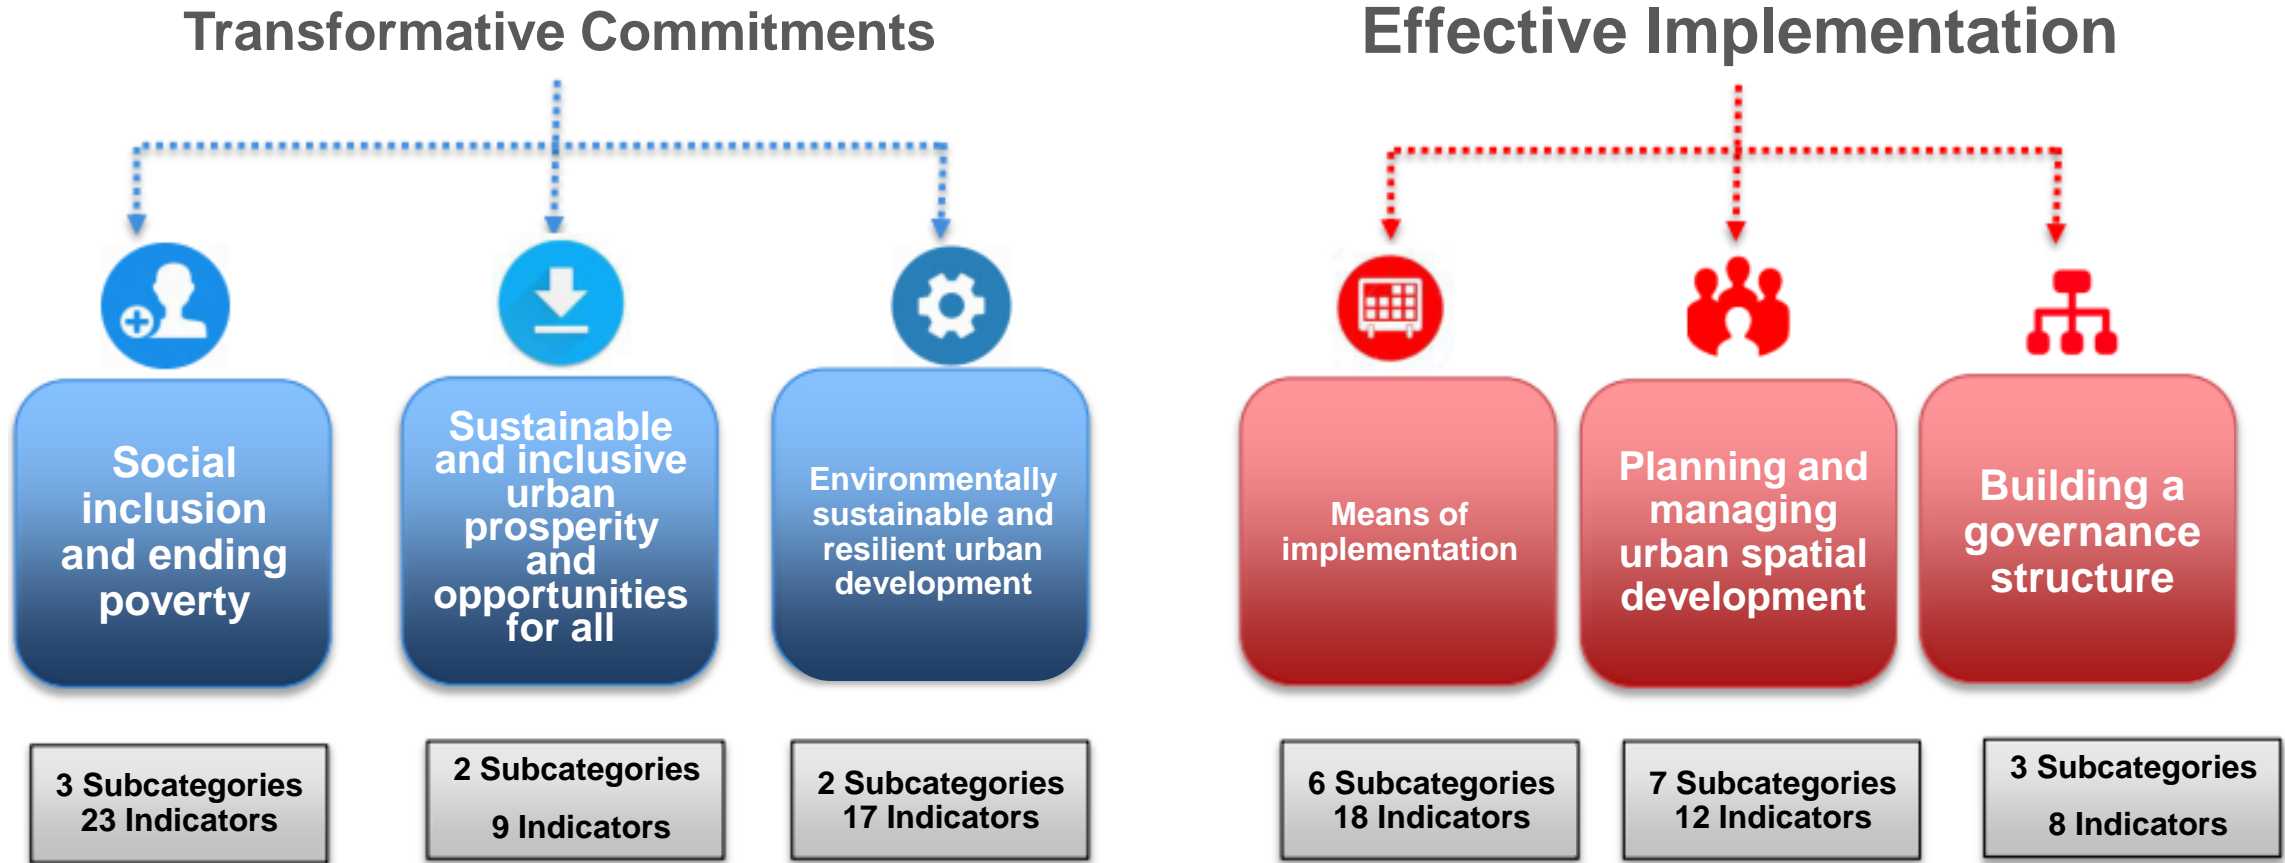 Transformative Commitments
Effective Implementation
Social
inclusion
and ending
poverty
Sustainable
and inclusive
urban
prosperity
and
opportunities
for all
Environmentally
sustainable and
resilient urban
development
Means of
implementation
Planning and
managing
urban spatial
development
Building a
governance
structure
3 Subcategories
23 Indicators
2 Subcategories
9 Indicators
2 Subcategories
17 Indicators
6 Subcategories
18 Indicators
7 Subcategories
12 Indicators
3 Subcategories
8 Indicators